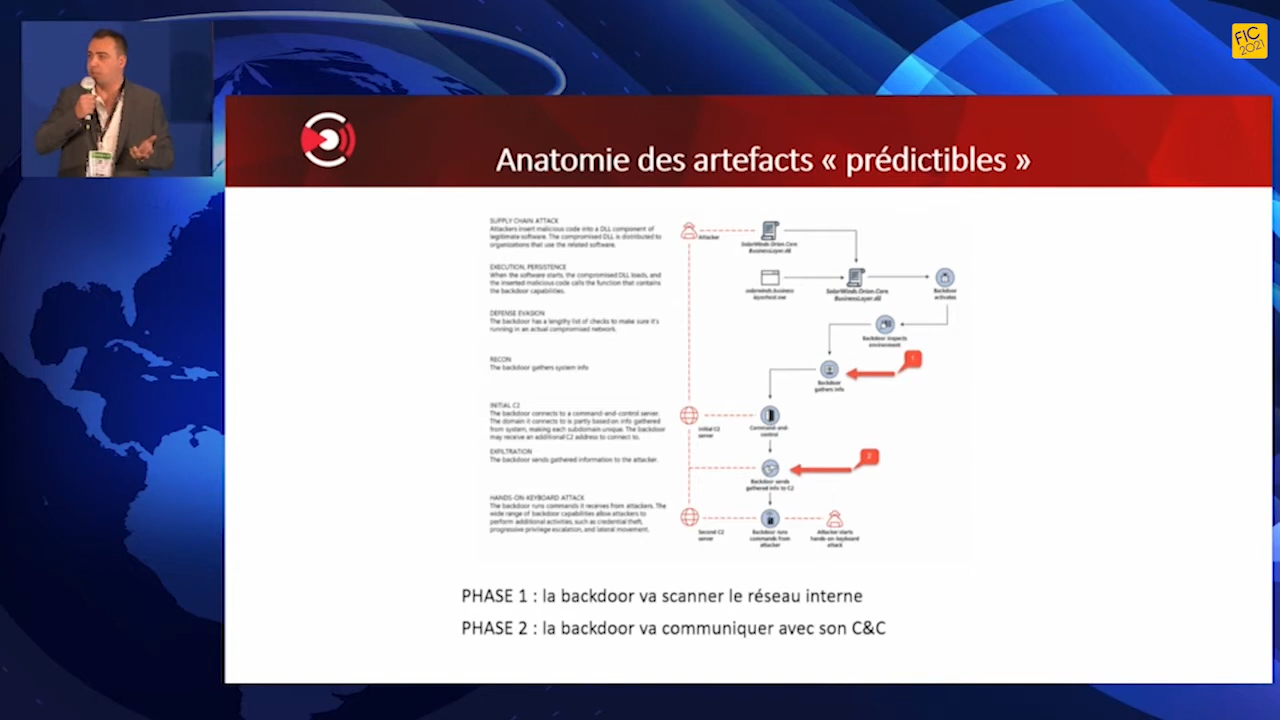 FIC
2021
Anatomie des artefacts « prédictibles »
SUPPLY CHAIN ATTACK
Attackers insert malicious code into a DLL component of
legitimate software. The compromised DLL is distributed to
organizations that use the related software.
EXECUTION, PERSISTENCE
When the software starts, the compromised DLL loads, and
the inserted malicious code calls the function that contains
the backdoor capabilities.
DEFENSE EVASION
The backdoor has a lengthy list of checks to make sure it's
running in an actual compromised network.
RECON
The backdoor gathers system info
INITIAL C2
The backdoor connects to a command-and-control server.
The domain it connects to is partly based on info gathered
from system, making each subdomain unique. The backdoor
may receive an additional C2 address to connect to.
EXFILTRATION
The backdoor sends gathered information to the attacker.
HANDS-ON-KEYBOARD ATTACK
The backdoor runs commands it receives from attackers. The
wide range of backdoor capabilities allow attackers to
perform additional activities, such as credential theft,
progressive privilege escalation, and lateral movement.
Attacker
SolarWinds.Orion.Core.
BusinessLayer.dll
solarwinds.business
layerhost.exe
SolarWinds.Orion.Core.
BusinessLayer.dll
Backdoor
activates
Backdoor inspects
environment
1
Backdoor
gathers info
Initial C2
server
Command-and-
control
2
Backdoor sends
gathered info to C2
Second C2
server
Backdoor runs
commands from
attacker
Attacker starts
hands-on-keyboard
attack
PHASE 1 : la backdoor va scanner le réseau interne
PHASE 2 : la backdoor va communiquer avec son C&C